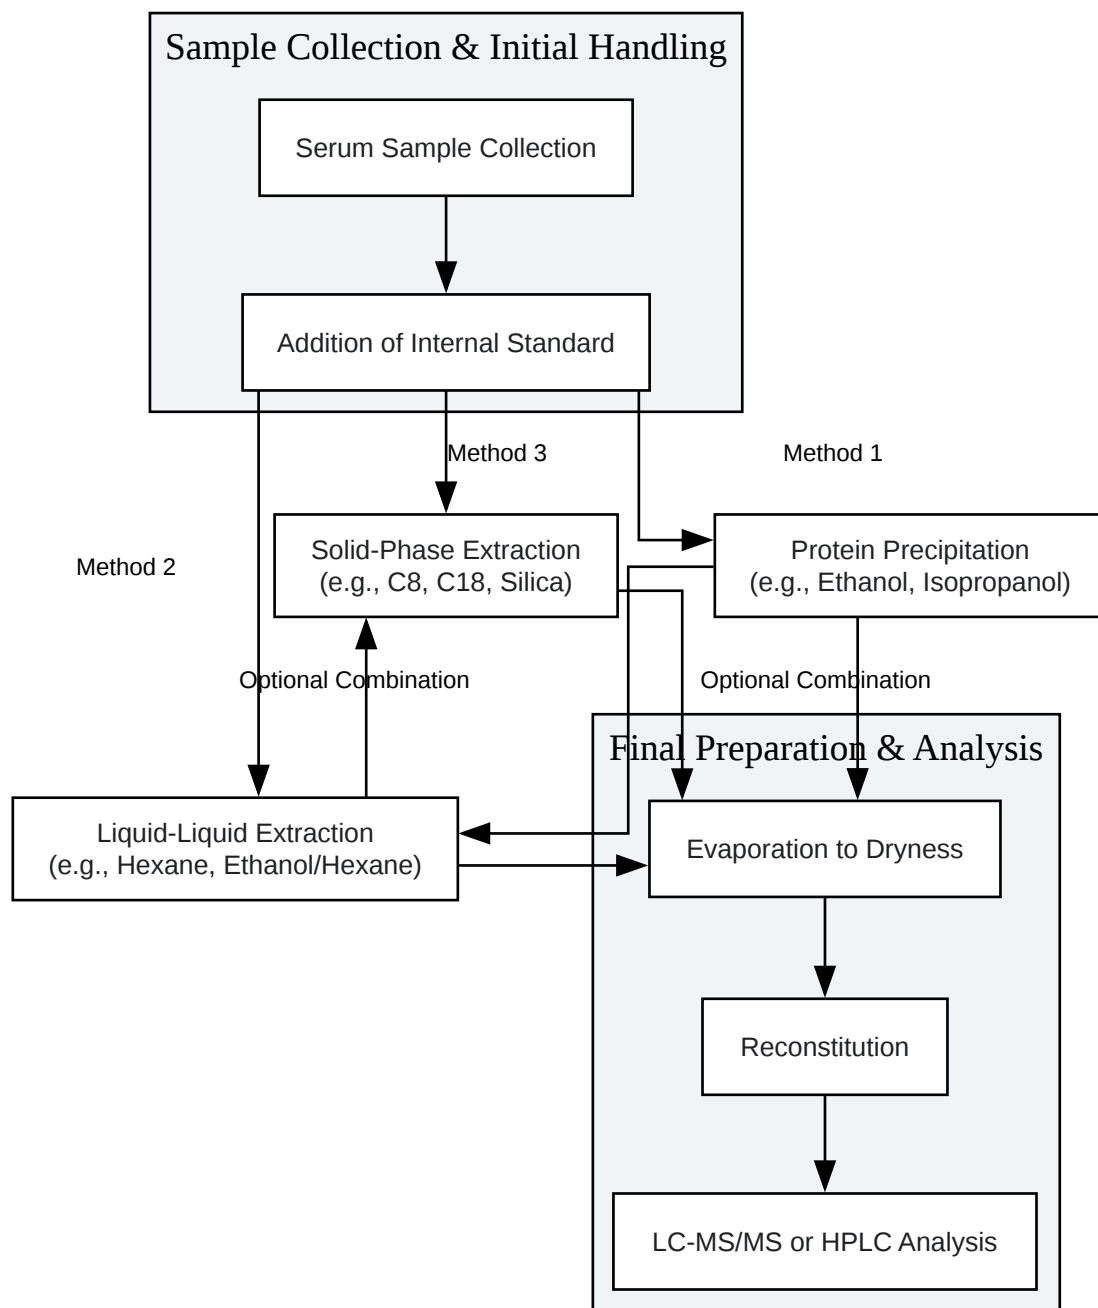 Sample Collection & Initial Handling
Serum Sample Collection
Addition of Internal Standard
Method 3
Method 1
Method 2
Solid-Phase Extraction
(e.g., C8, C18, Silica)
Protein Precipitation
(e.g., Ethanol, Isopropanol)
Optional Combination
Optional Combination
Final Preparation & Analysis
Liquid-Liquid Extraction
(e.g., Hexane, Ethanol/Hexane)
Evaporation to Dryness
Reconstitution
LC-MS/MS or HPLC Analysis